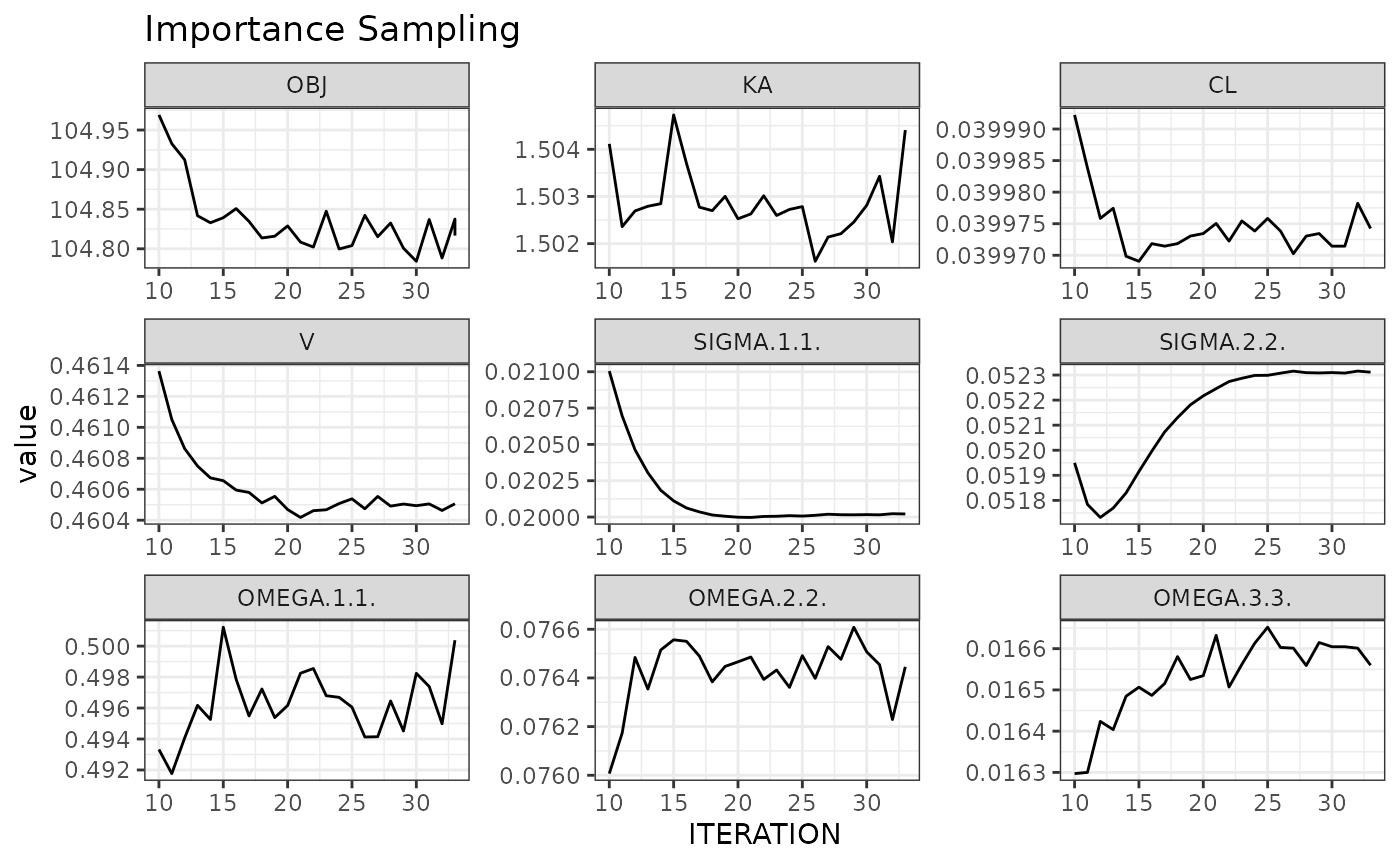 Importance Sampling
OBJ KA CL
104.95 104.90 104.85 104.80
1.504 1.503 1.502
0.039990 0.039985 0.039980 0.039975 0.039970
10 15 20 25 30 10 15 20 25 30 10 15 20 25 30
V SIGMA.1.1. SIGMA.2.2.
value
0.4614 0.4612 0.4610 0.4608 0.4606 0.4604
0.02100 0.02075 0.02050 0.02025 0.02000
0.0523 0.0522 0.0521 0.0520 0.0519 0.0518
10 15 20 25 30 10 15 20 25 30 10 15 20 25 30
OMEGA.1.1. OMEGA.2.2. OMEGA.3.3.
0.500 0.498 0.496 0.494 0.492
0.0766 0.0764 0.0762 0.0760
0.0166 0.0165 0.0164 0.0163
10 15 20 25 30 10 15 20 25 30 10 15 20 25 30
ITERATION